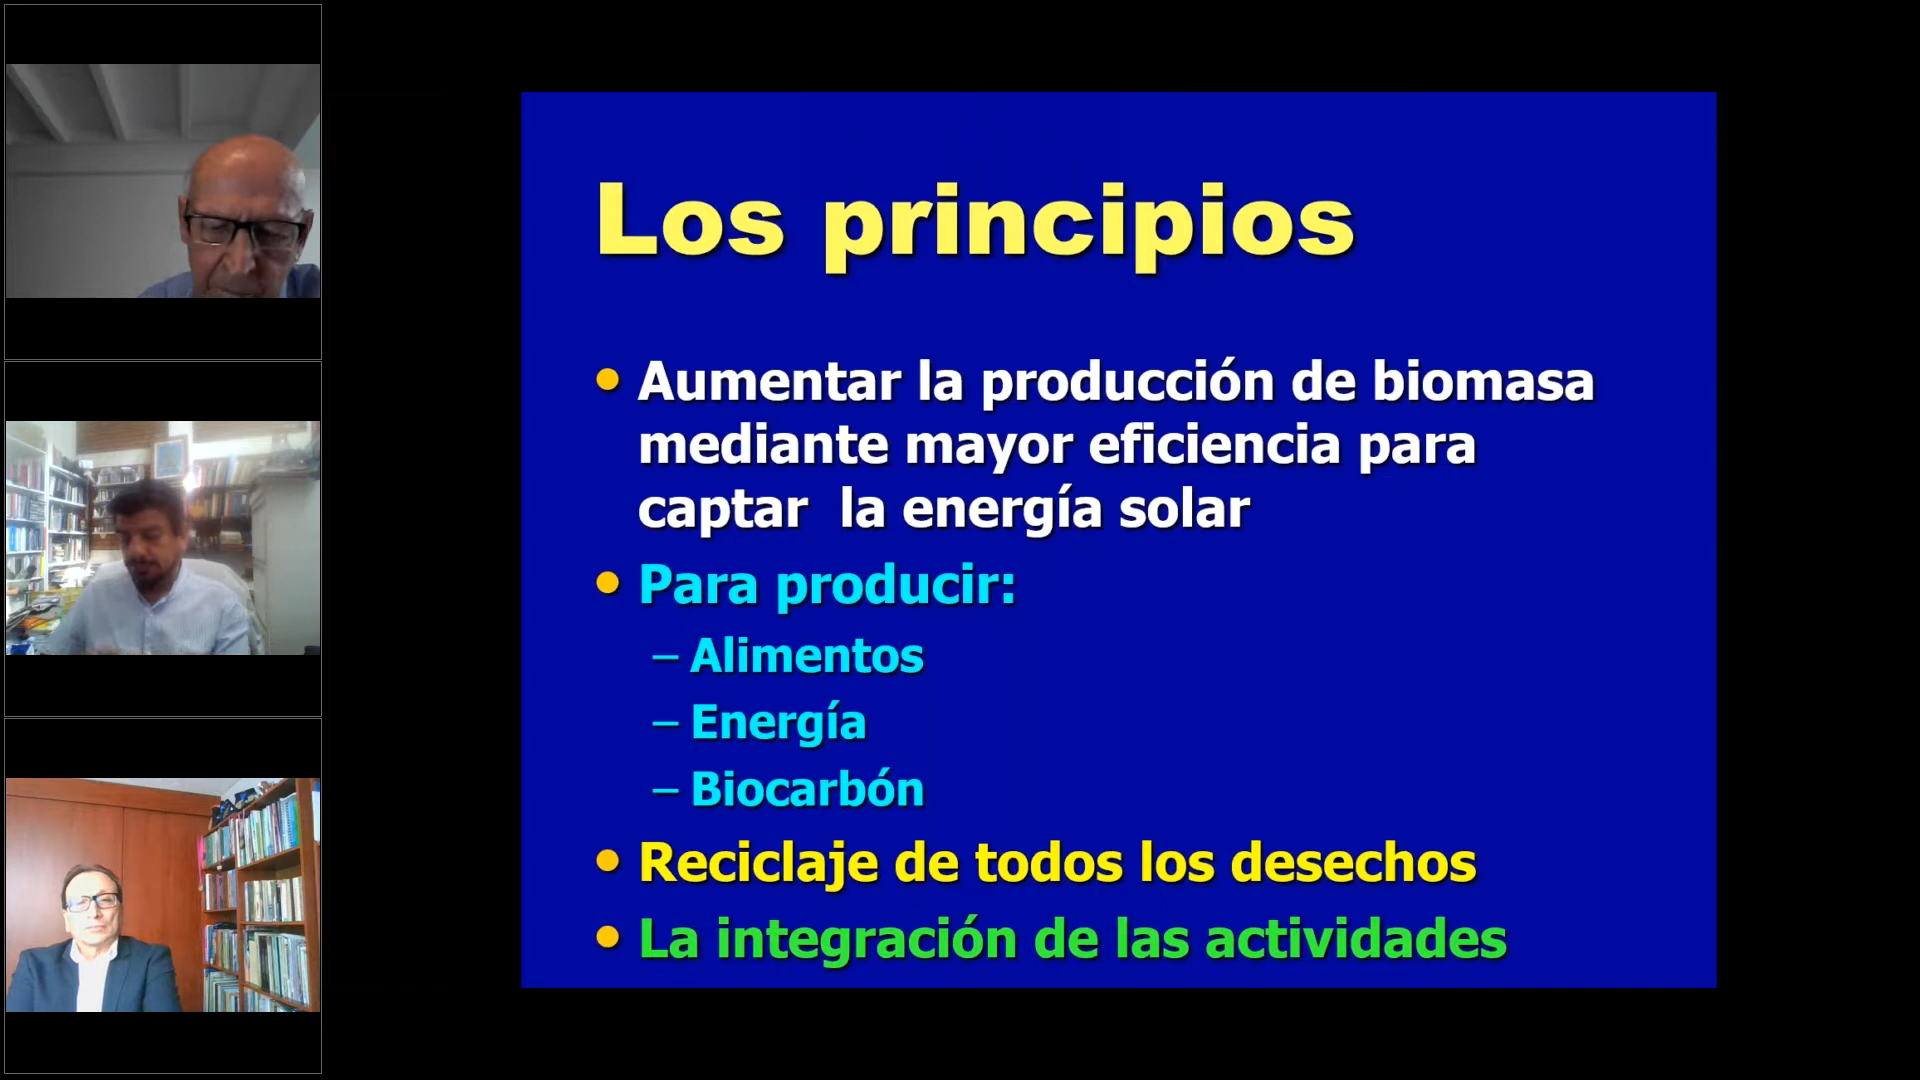 Los principios
• Aumentar la producción de biomasa
mediante mayor eficiencia para
captar  la energía solar
• Para producir:
– Alimentos
– Energía
– Biocarbón
• Reciclaje de todos los desechos
• La integración de las actividades